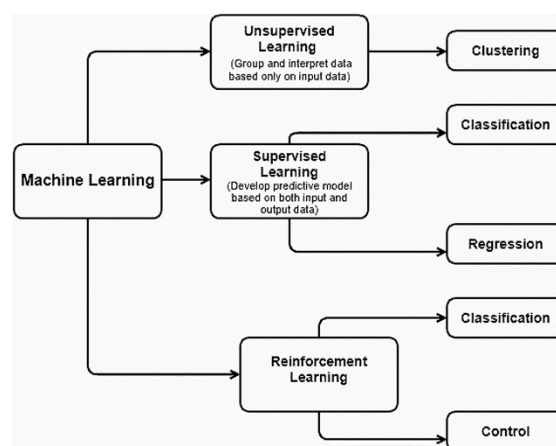 Unsupervised
Learning
(Group and interpret data
based only on input data)
Clustering
Classification
Machine Learning
Supervised
Learning
(Develop predictive model
based on both input and
output data)
Regression
Classification
Reinforcement
Learning
Control